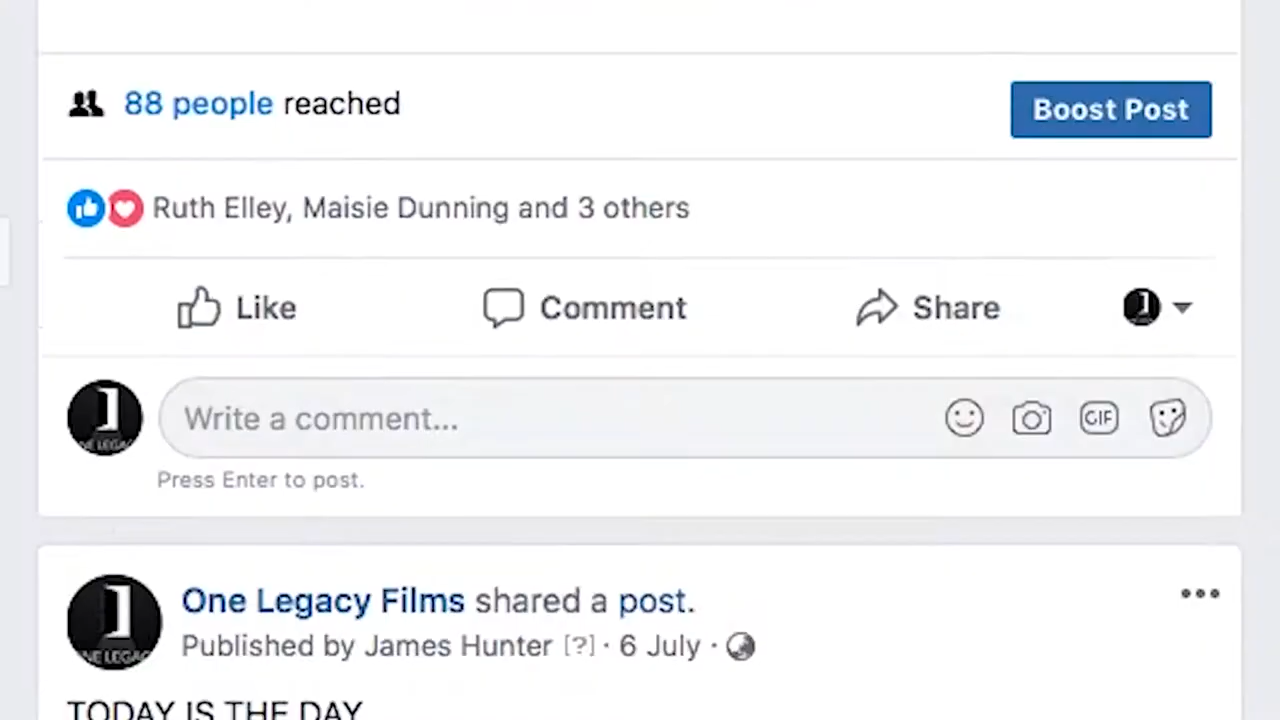 88 people reached
Boost Post
Ruth Elley, Maisie Dunning and 3 others
Like
Comment
Share
Write a comment...
GIF
Press Enter to post.
One Legacy Films shared a post.
Published by James Hunter [?] · 6 July ·
TODAY IS THE DAY